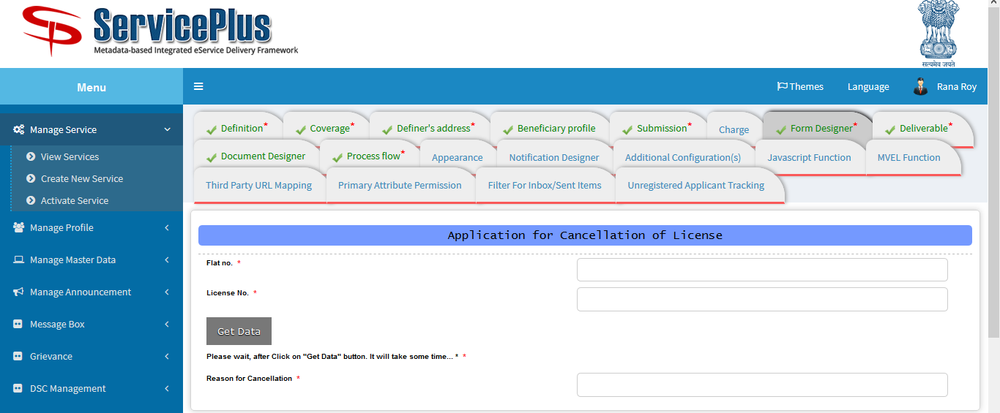 ServicePlus
Metadata-based Integrated eService Delivery Framework
सत्यमेव जयते
Menu
Themes Language Rana Roy
Manage Service
View Services
Create New Service
Activate Service
Manage Profile
Manage Master Data
Manage Announcement
Message Box
Grievance
DSC Management
Definition* Coverage* Definer's address* Beneficiary profile Submission* Charge Form Designer* Deliverable*
Document Designer Process flow* Appearance Notification Designer Additional Configuration(s) Javascript Function MVEL Function
Third Party URL Mapping Primary Attribute Permission Filter For Inbox/Sent Items Unregistered Applicant Tracking
Application for Cancellation of License
Flat no. *
License No. *
Get Data
Please wait, after Click on "Get Data" button. It will take some time... * *
Reason for Cancellation *